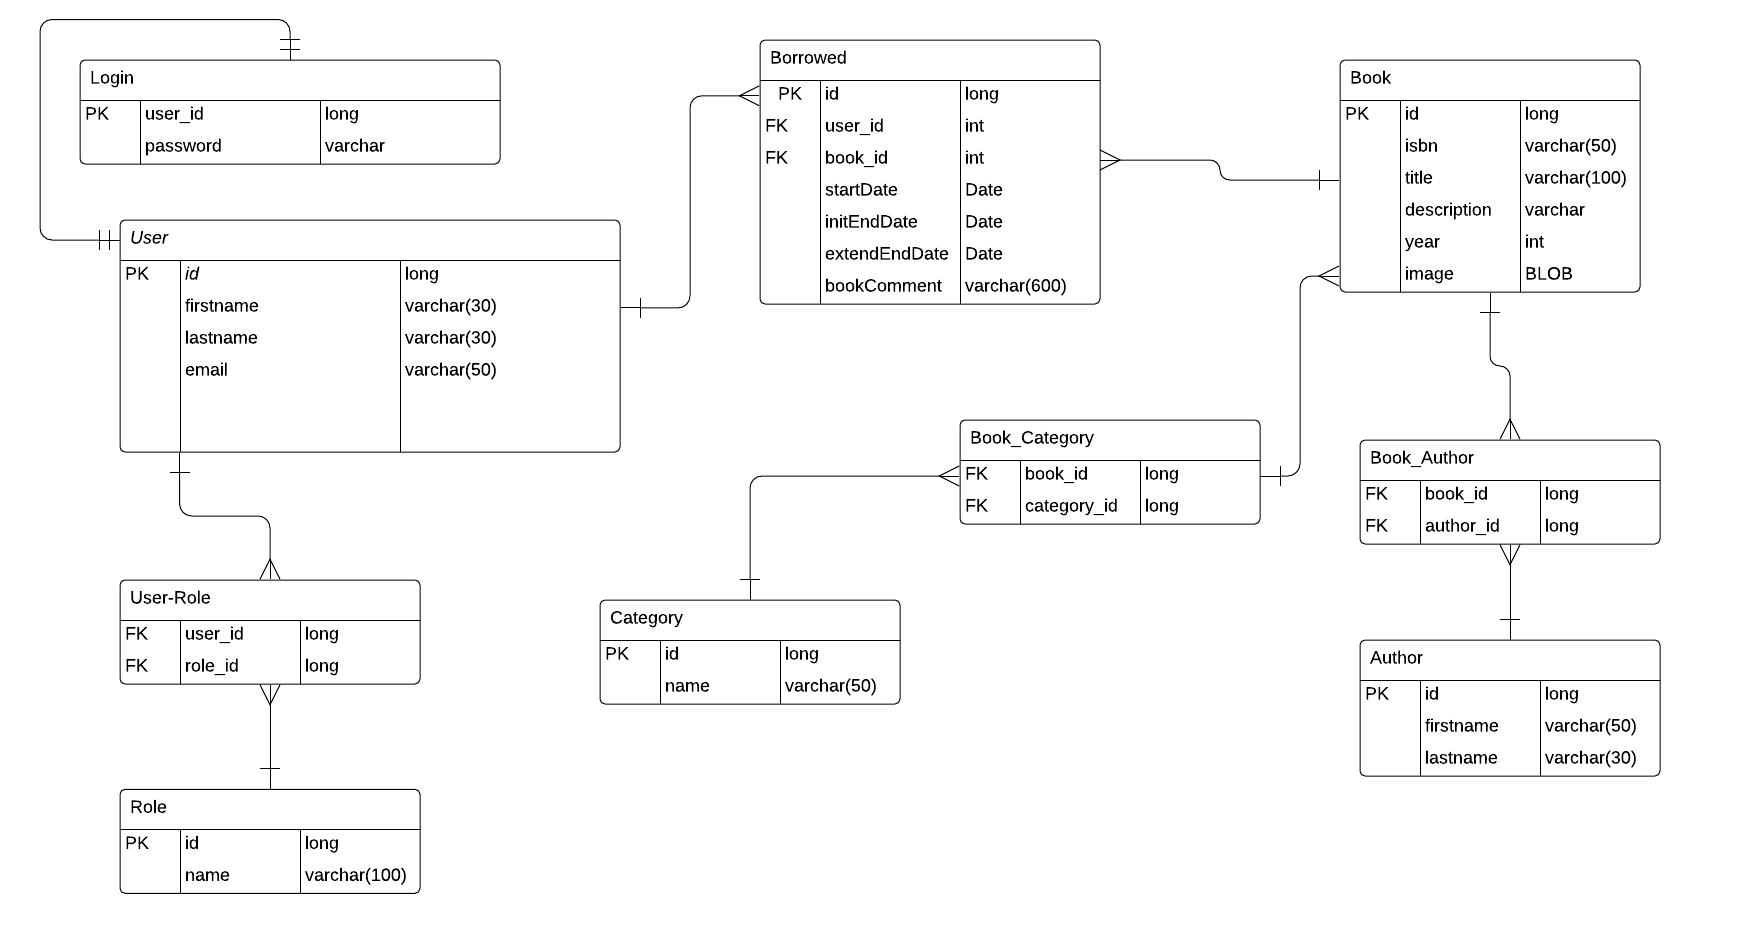 Login
PK user_id long
password varchar
User
PK id long
firstname varchar(30)
lastname varchar(30)
email varchar(50)
User-Role
FK user_id long
FK role_id long
Role
PK id long
name varchar(100)
Borrowed
PK id long
FK user_id int
FK book_id int
startDate Date
initEndDate Date
extendEndDate Date
bookComment varchar(600)
Book_Category
FK book_id long
FK category_id long
Category
PK id long
name varchar(50)
Book
PK id long
isbn varchar(50)
title varchar(100)
description varchar
year int
image BLOB
Book_Author
FK book_id long
FK author_id long
Author
PK id long
firstname varchar(50)
lastname varchar(30)